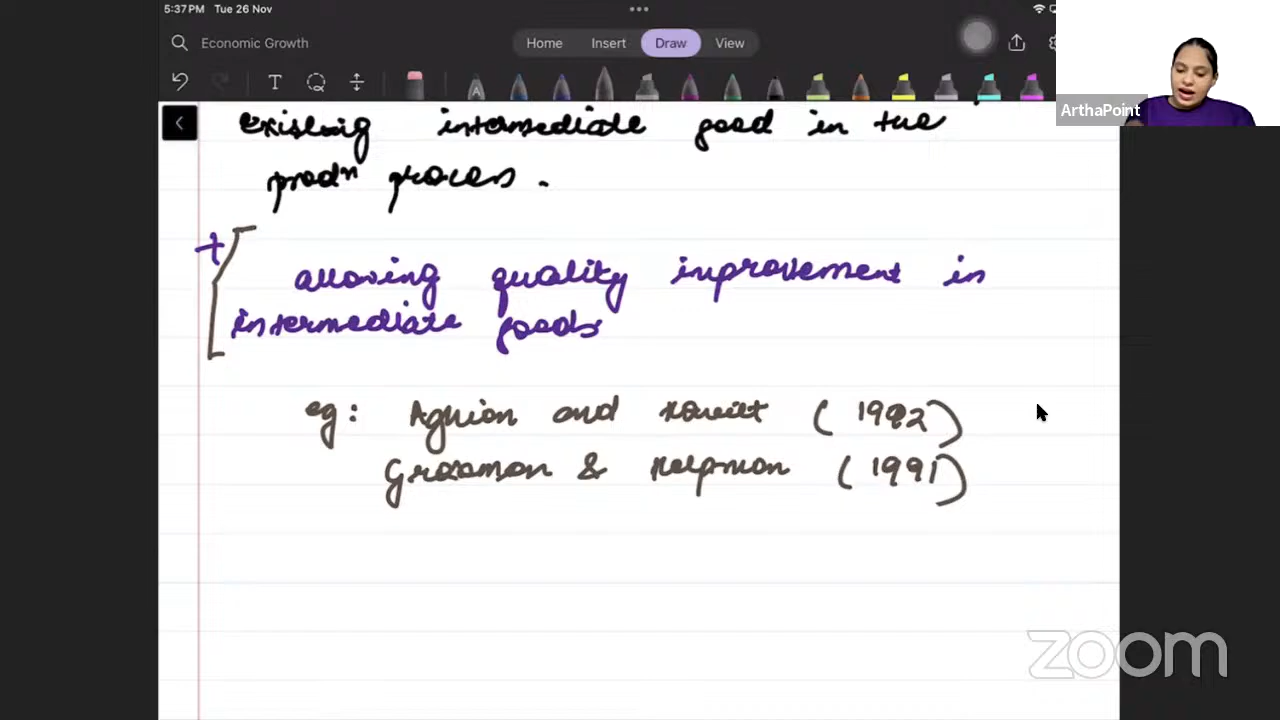 5:37 PM Tue 26 Nov
Economic Growth
Home Insert Draw View
T
A
ArthaPoint
existing intermediate good in the
prodn process.
+ allowing quality improvement in
intermediate goods
eg: Aghion and Howitt (1992)
Grossman & Helpman (1991)
zoom